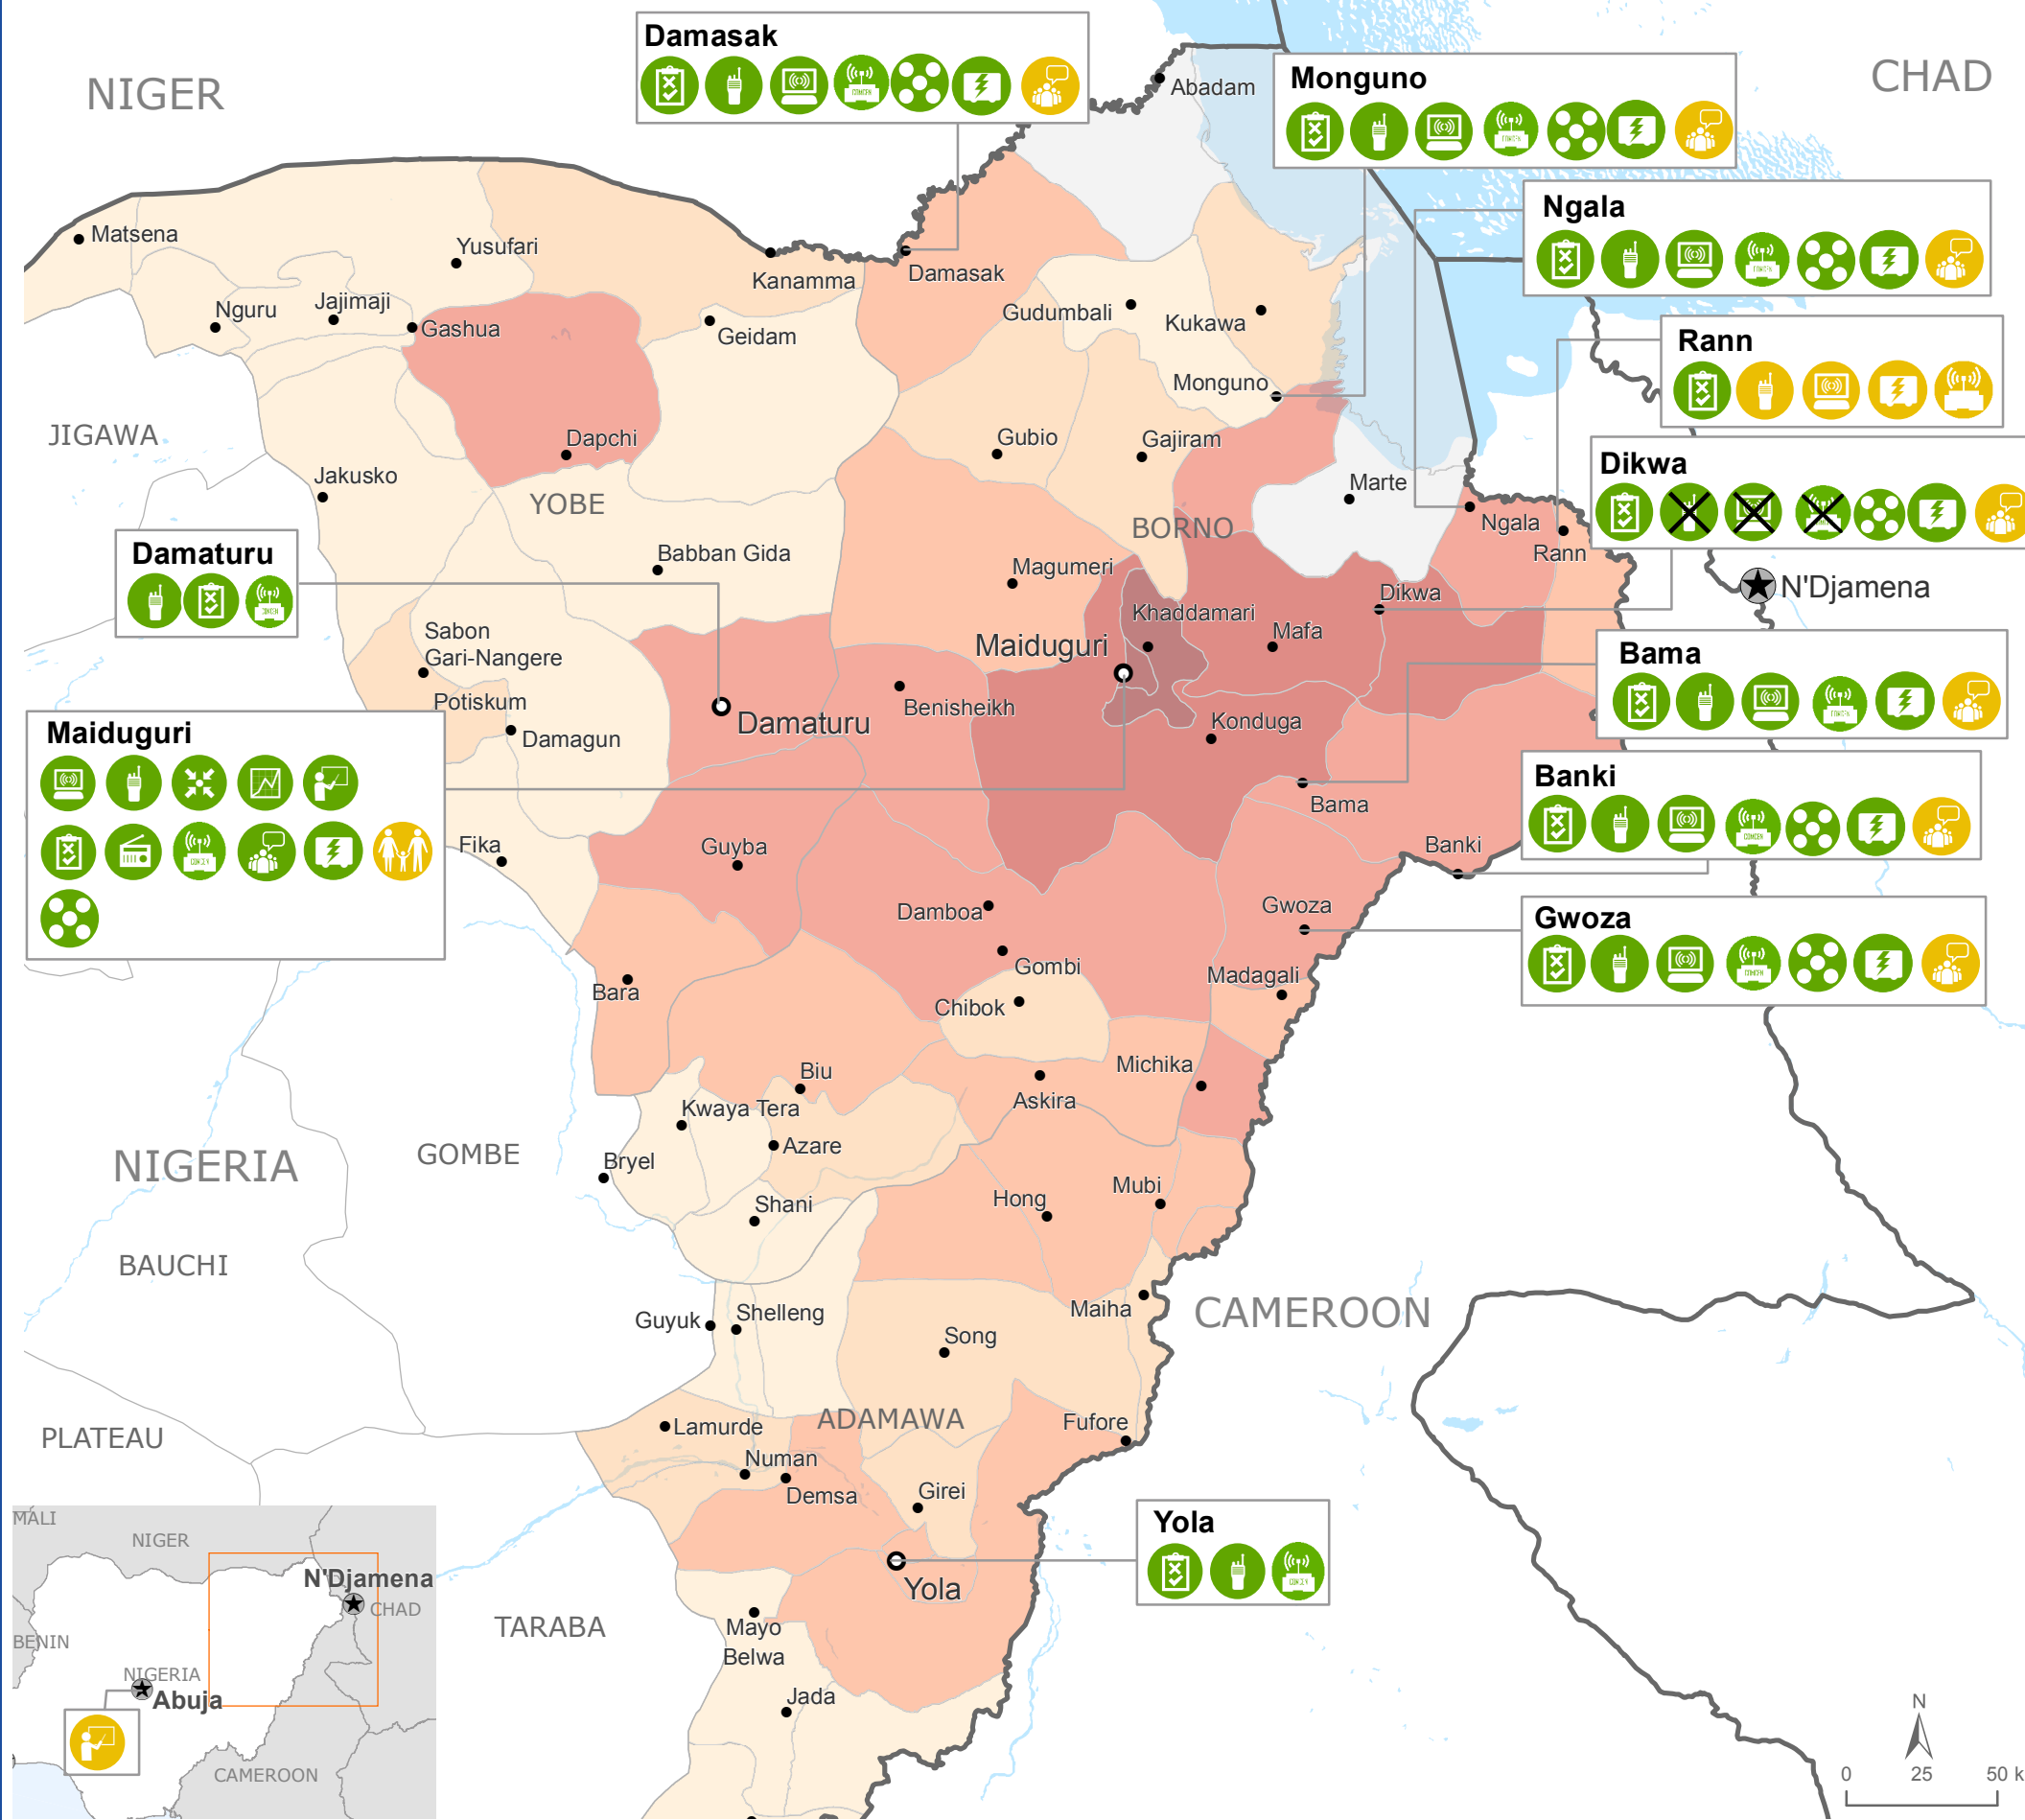 NIGER
CHAD
Damasak
Monguno
Ngala
Rann
Dikwa
Bama
Banki
Gwoza
Damaturu
Maiduguri
Yola
Abadam
Matsena
Yusufari
Kanamma
Damasak
Nguru
Jajimaji
Gashua
Geidam
Gudumbali
Kukawa
Monguno
JIGAWA
Dapchi
Gubio
Gajiram
Jakusko
YOBE
Marte
BORNO
Ngala
Rann
Babban Gida
Magumeri
Dikwa
N'Djamena
Khaddamari
Mafa
Sabon
Gari-Nangere
Maiduguri
Potiskum
Benisheikh
Damaturu
Damagun
Konduga
Bama
Fika
Guyba
Banki
Damboa
Gwoza
Gombi
Madagali
Bara
Chibok
Michika
Biu
Askira
Kwaya Tera
Azare
NIGERIA
GOMBE
Bryel
Shani
Hong
Mubi
BAUCHI
Maiha
CAMEROON
Guyuk
Shelleng
Song
PLATEAU
ADAMAWA
Lamurde
Fufore
Numan
Demsa
Girei
Yola
TARABA
Mayo
Belwa
Jada
MALI
NIGER
N'Djamena
CHAD
BENIN
NIGERIA
Abuja
CAMEROON
N
0 25 50 k